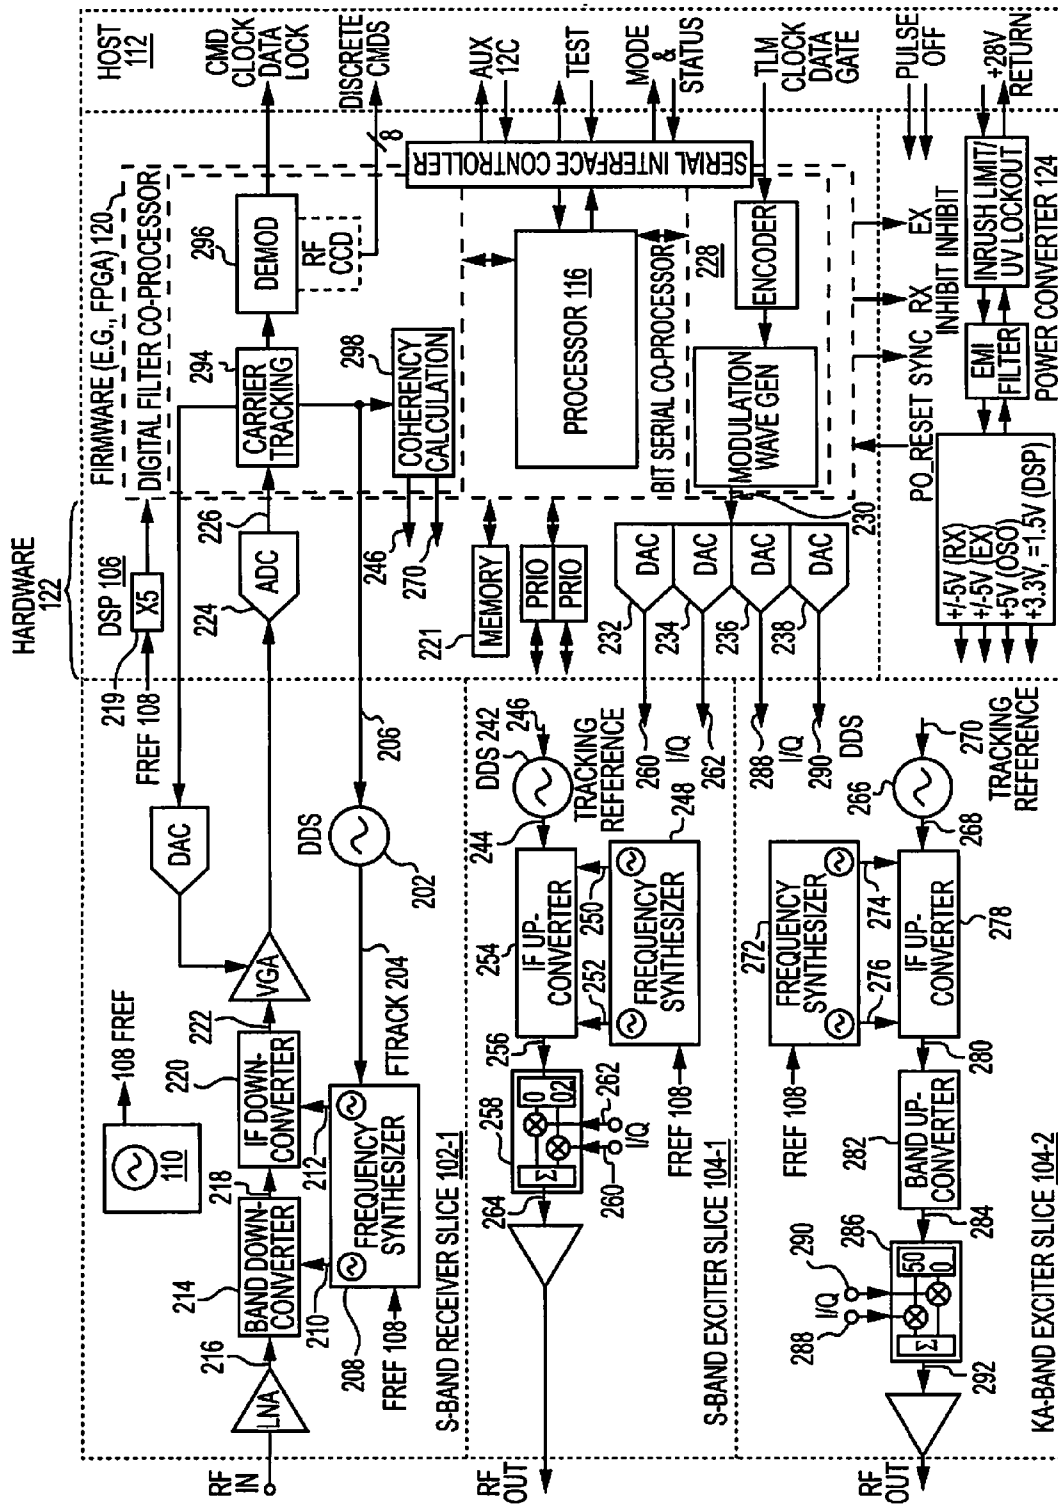 HARDWARE
122
HOST
112
FIRMWARE (E.G., FPGA) 120
DIGITAL FILTER CO-PROCESSOR
DSP 106
X5
219
FREF 108
CMD
CLOCK
DATA
LOCK
DISCRETE
CMDS
8
AUX
12C
TEST
MODE
&
STATUS
TLM
CLOCK
DATA
GATE
PULSE
OFF
+28V
RETURN
RF
IN
LNA
216
BAND DOWN-
CONVERTER
214
218
IF DOWN-
CONVERTER
220
222
VGA
DAC
110
108 FREF
210
212
FREQUENCY
SYNTHESIZER
208
FREF 108
FTRACK 204
DDS
202
206
S-BAND RECEIVER SLICE 102-1
ADC
224
226
CARRIER
TRACKING
294
DEMOD
296
RF
CCD
COHERENCY
CALCULATION
298
246
270
MEMORY
221
PRIO
PRIO
PROCESSOR 116
SERIAL INTERFACE CONTROLLER
BIT SERIAL CO-PROCESSOR
228
ENCODER
MODULATION
WAVE GEN
230
DAC
DAC
DAC
DAC
232
234
236
238
260
I/Q
262
288
I/Q
290
DDS 242
246
TRACKING
REFERENCE
244
IF UP-
CONVERTER
254
250
252
FREQUENCY
SYNTHESIZER
248
FREF 108
256
258
0
02
Σ
262
I/Q
260
264
RF
OUT
S-BAND EXCITER SLICE 104-1
DDS
266
268
270
TRACKING
REFERENCE
FREQUENCY
SYNTHESIZER
272
FREF 108
274
276
IF UP-
CONVERTER
278
280
BAND UP-
CONVERTER
282
284
286
50
0
Σ
290
I/Q
288
292
RF
OUT
KA-BAND EXCITER SLICE 104-2
PO_RESET
SYNC
RX
INHIBIT
EX
INHIBIT
INRUSH LIMIT/
UV LOCKOUT
EMI
FILTER
+/-5V (RX)
+/-5V (EX)
+5V (OSO)
+3.3V, =1.5V (DSP)
POWER CONVERTER 124